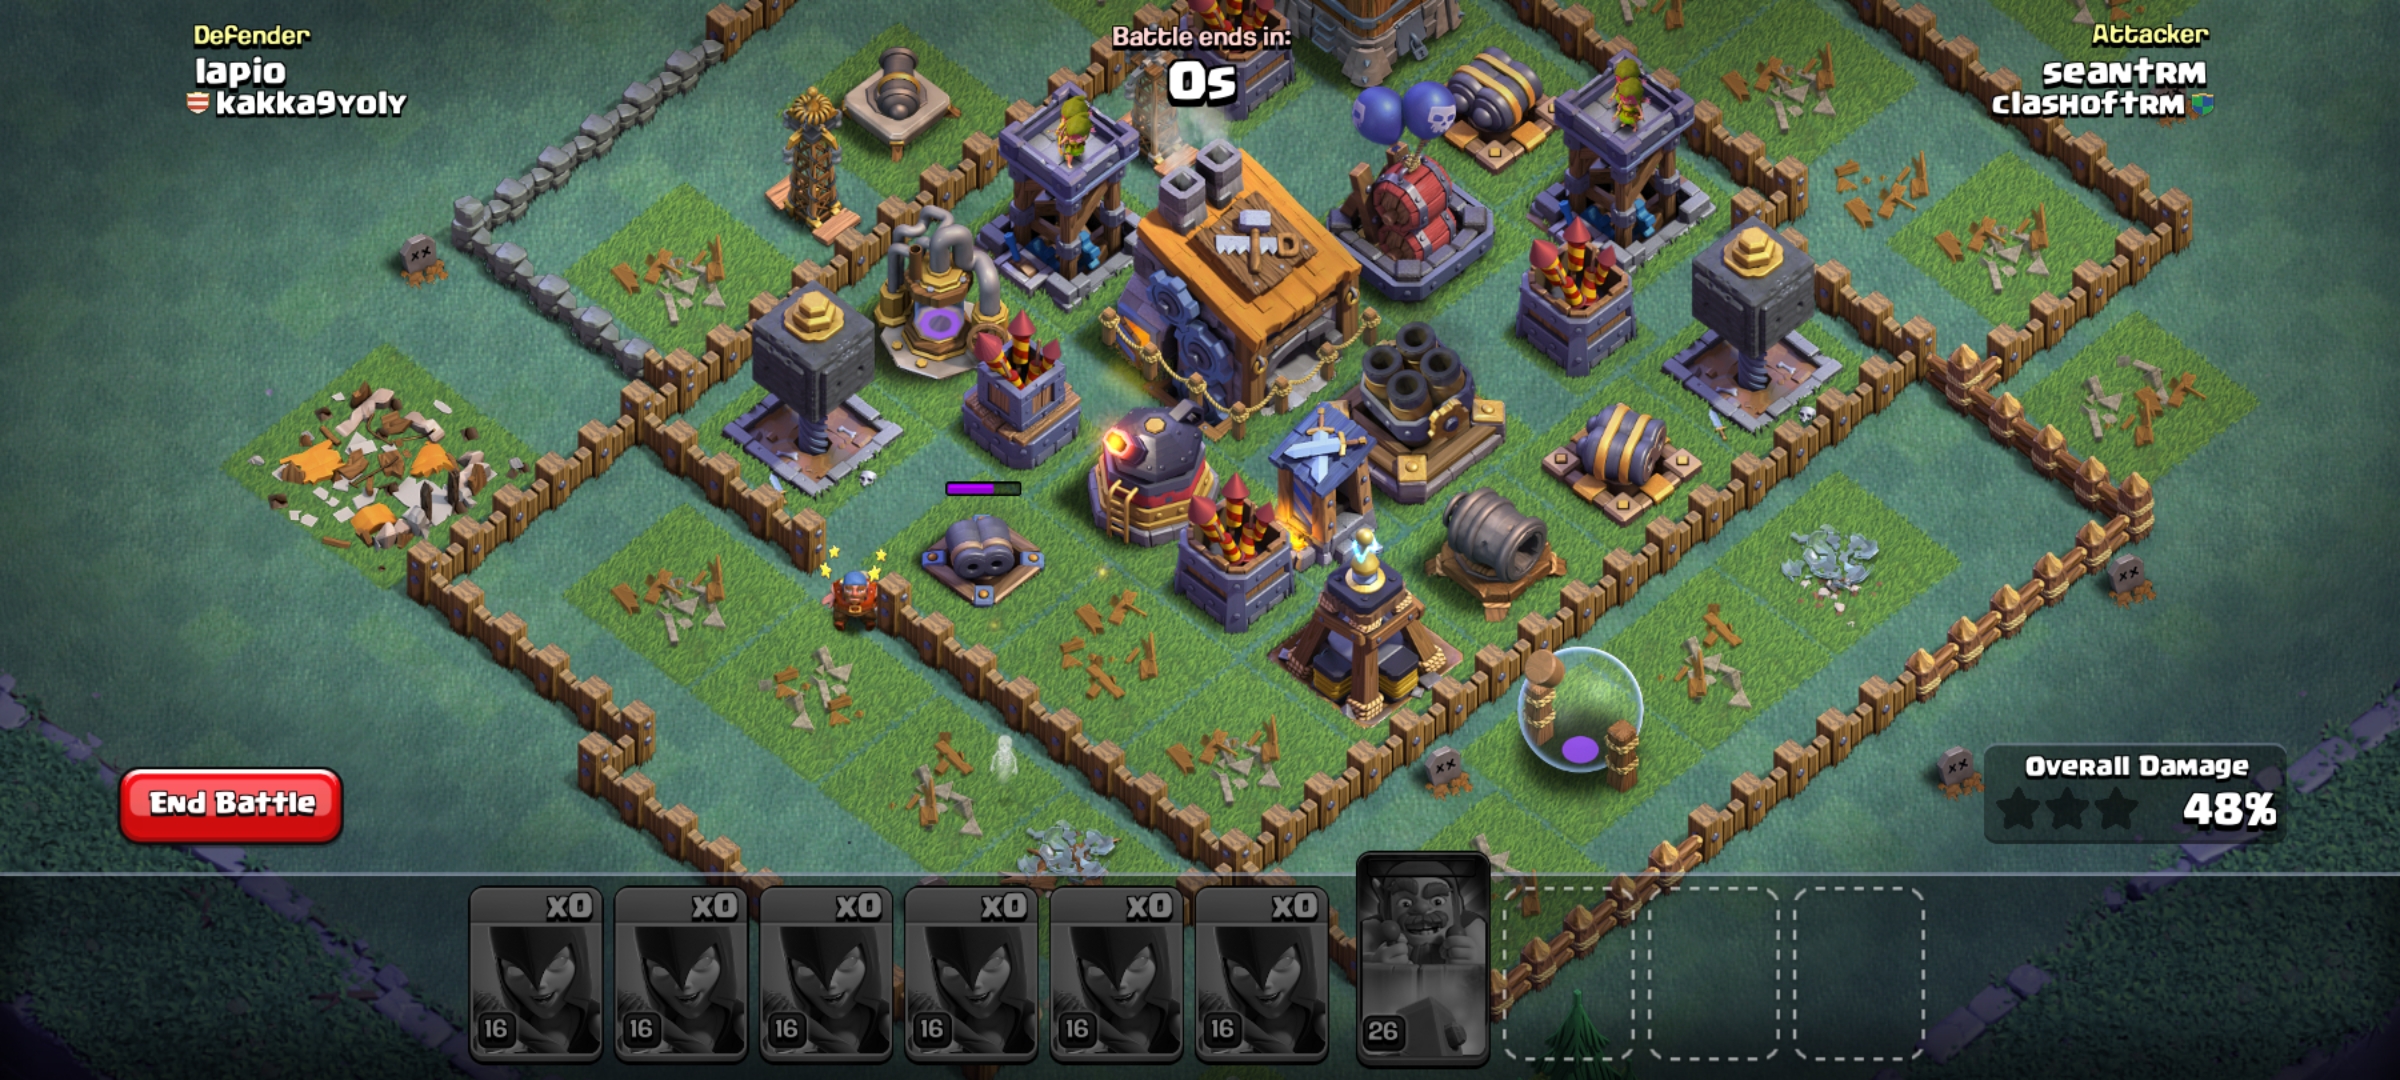 Defender
lapio
kakka9yoly
Battle ends in:
0s
Attacker
seantRM
clashoftRM
End Battle
Overall Damage
48%
x0
x0
x0
x0
x0
x0
16
16
16
16
16
16
26